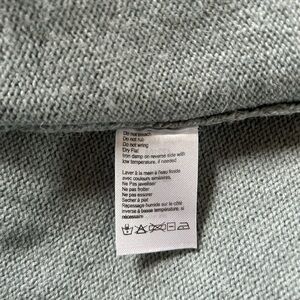 Do not bleach
Do not rub
Do not wring
Dry Flat
Iron damp on reverse side with
low temperature, if needed
Laver à la main à l'eau froide
avec couleurs similaires.
Ne Pas javelliser
Ne pas frotter
Ne pas essorer
Sécher à plat
Repassage humide sur le côté
inverse à basse température, si
nécessaire